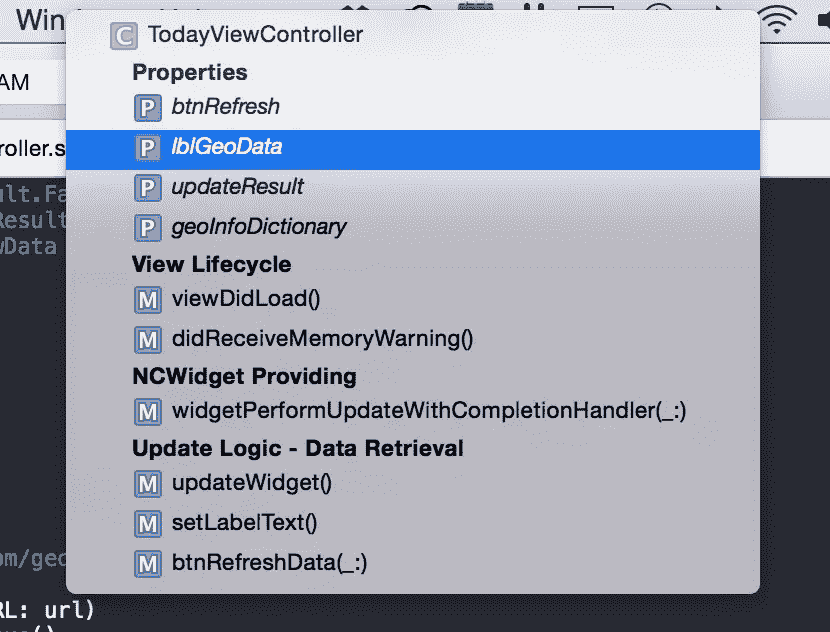 Win
C TodayViewController
Properties
AM
P btnRefresh
roller.s
P lblGeoData
P updateResult
ult.Fa
Result
P geoInfoDictionary
wData
View Lifecycle
M viewDidLoad()
M didReceiveMemoryWarning()
NCWidget Providing
M widgetPerformUpdateWithCompletionHandler(_:)
Update Logic - Data Retrieval
M updateWidget()
M setLabelText()
om/geo
M btnRefreshData(_:)
RL: url)